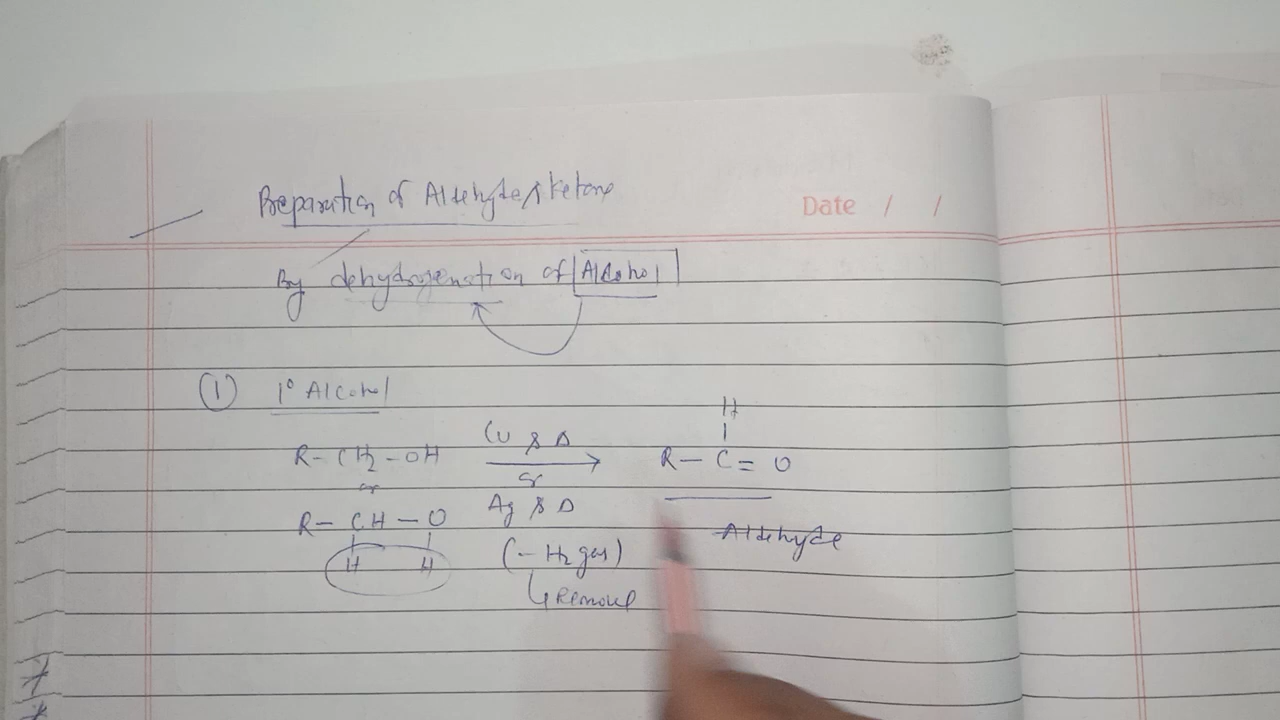 Preparation of Aldehyde & ketone
Date / /
By dehydrogenation of Alcohol
① 1° Alcohol
H
R - CH2 - OH Cu & Δ R - C = O
or or
R - CH - O Ag & Δ Aldehyde
H H (- H2 gas)
Remove